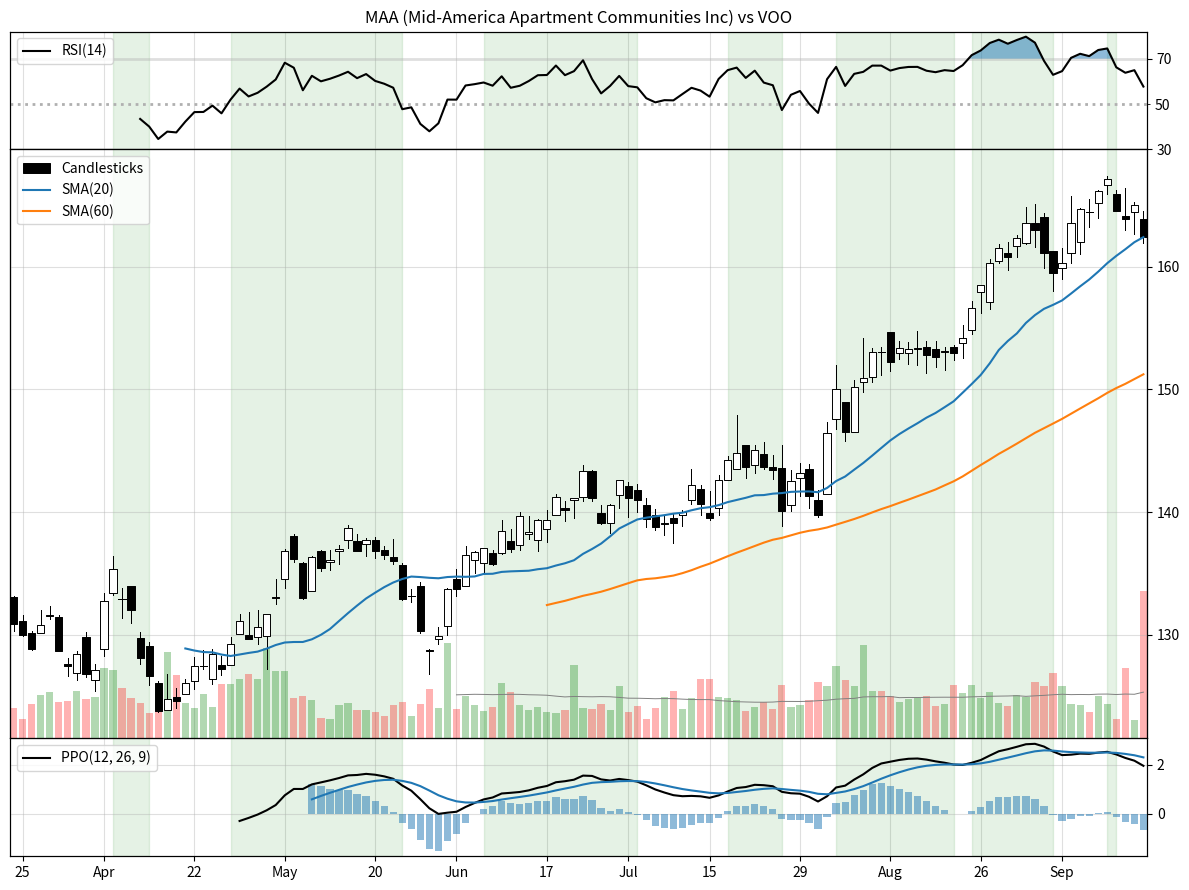 MAA (Mid-America Apartment Communities Inc) vs VOO
RSI(14)
70
50
30
Candlesticks
SMA(20)
SMA(60)
160
150
140
130
PPO(12, 26, 9)
2
0
25 Apr 22 May 20 Jun 17 Jul 15 29 Aug 26 Sep